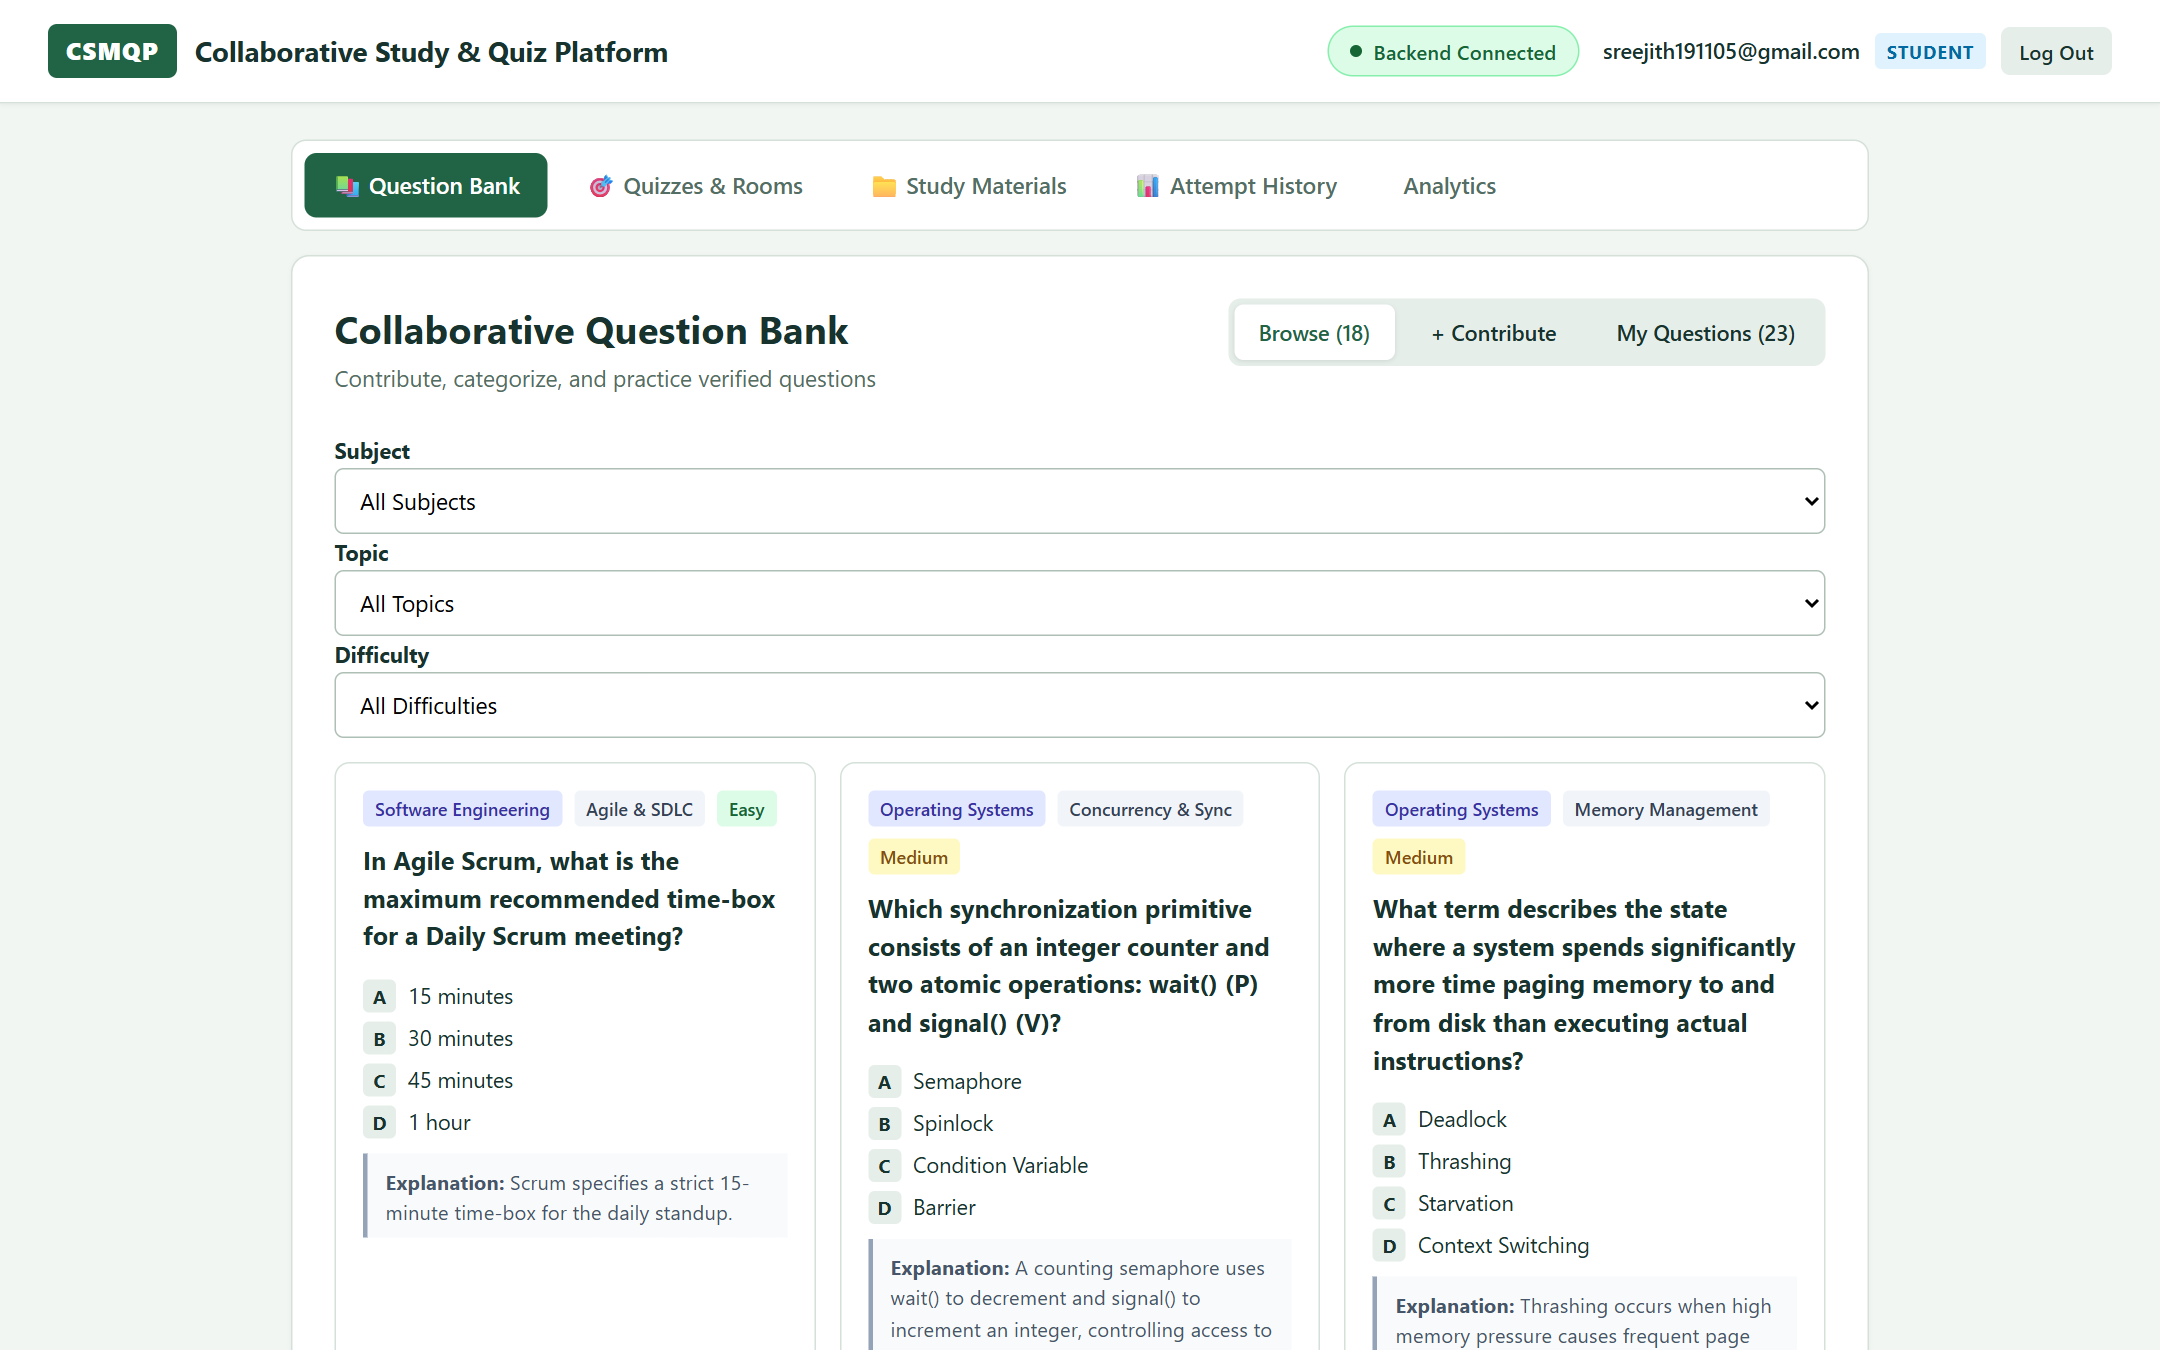 CSMQP Collaborative Study & Quiz Platform
Backend Connected sreejith191105@gmail.com STUDENT Log Out
Question Bank Quizzes & Rooms Study Materials Attempt History Analytics
Collaborative Question Bank
Contribute, categorize, and practice verified questions
Browse (18) + Contribute My Questions (23)
Subject
All Subjects
Topic
All Topics
Difficulty
All Difficulties
Software Engineering Agile & SDLC Easy
In Agile Scrum, what is the
maximum recommended time-box
for a Daily Scrum meeting?
A 15 minutes
B 30 minutes
C 45 minutes
D 1 hour
Explanation: Scrum specifies a strict 15-
minute time-box for the daily standup.
Operating Systems Concurrency & Sync
Medium
Which synchronization primitive
consists of an integer counter and
two atomic operations: wait() (P)
and signal() (V)?
A Semaphore
B Spinlock
C Condition Variable
D Barrier
Explanation: A counting semaphore uses
wait() to decrement and signal() to
increment an integer, controlling access to
Operating Systems Memory Management
Medium
What term describes the state
where a system spends significantly
more time paging memory to and
from disk than executing actual
instructions?
A Deadlock
B Thrashing
C Starvation
D Context Switching
Explanation: Thrashing occurs when high
memory pressure causes frequent page